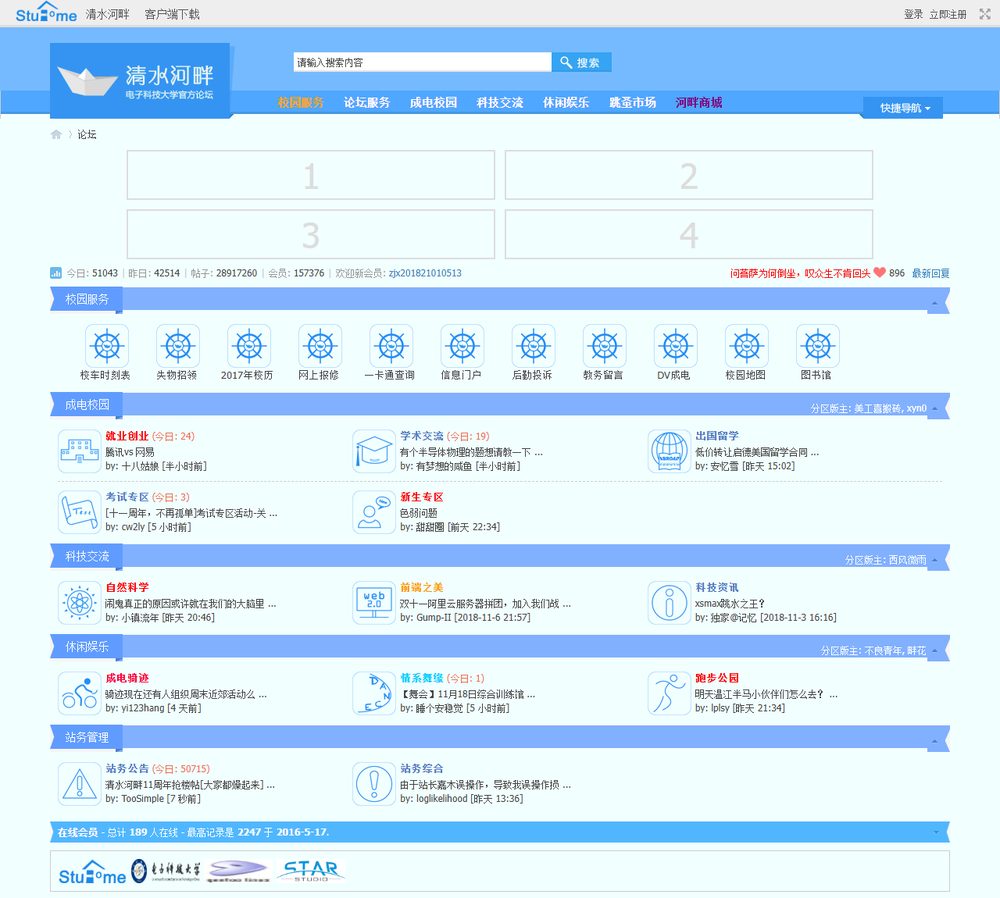 StuHome 清水河畔 客户端下载 登录 立即注册
清水河畔
电子科技大学官方论坛
请输入搜索内容 搜索
校园服务 论坛服务 成电校园 科技交流 休闲娱乐 跳蚤市场 河畔商城 快捷导航
论坛
1 2
3 4
今日: 51043 | 昨日: 42514 | 帖子: 28917260 | 会员: 157376 | 欢迎新会员: zjx201821010513 问菩萨为何倒坐，叹众生不肯回头 896 最新回复
校园服务
校车时刻表 失物招领 2017年校历 网上报修 一卡通查询 信息门户 后勤投诉 教务留言 DV成电 校园地图 图书馆
成电校园 分区版主: 美工喜搬砖, xyn0
就业创业 (今日: 24) 学术交流 (今日: 19) 出国留学
腾讯vs 网易 有个半导体物理的题想请教一下 ... 低价转让启德美国留学合同 ...
by: 十八姑娘 [半小时前] by: 有梦想的咸鱼 [半小时前] by: 安忆雪 [昨天 15:02]
考试专区 (今日: 3) 新生专区
[十一周年，不再孤单]考试专区活动-关 ... 色弱问题
by: cw2ly [5 小时前] by: 甜甜圈 [前天 22:34]
科技交流 分区版主: 西风微雨
自然科学 前端之美 科技资讯
闹鬼真正的原因或许就在我们的大脑里 ... 双十一阿里云服务器拼团，加入我们战 ... xsmax跳水之王？
by: 小镇流年 [昨天 20:46] by: Gump-II [2018-11-6 21:57] by: 独家@记忆 [2018-11-3 16:16]
web
2.0
休闲娱乐 分区版主: 不良青年, 畔花
成电骑迹 情系舞缘 (今日: 1) 跑步公园
骑迹现在还有人组织周末近郊活动么 ... 【舞会】11月18日综合训练馆 ... 明天温江半马小伙伴们怎么去？ ...
by: yi123hang [4 天前] by: 睡个安稳觉 [5 小时前] by: lplsy [昨天 21:34]
DANCE
站务管理
站务公告 (今日: 50715) 站务综合
清水河畔11周年抢楼帖[大家都燥起来] ... 由于站长嘉木误操作，导致我误操作损 ...
by: TooSimple [7 秒前] by: loglikelihood [昨天 13:36]
在线会员 - 总计 189 人在线 - 最高记录是 2247 于 2016-5-17.
StuHome 电子科技大学 STAR
STUDIO